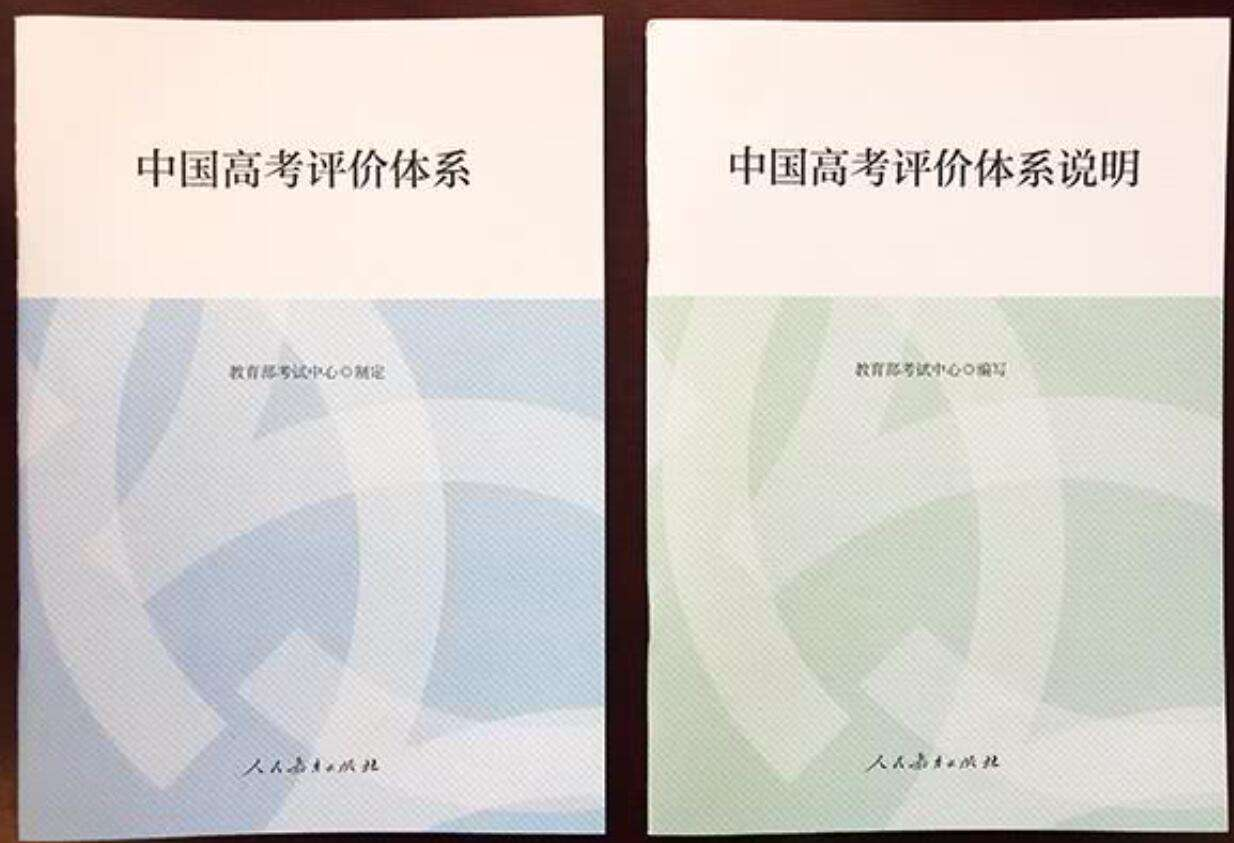 中国高考评价体系
教育部考试中心◎制定
人民教育出版社
中国高考评价体系说明
教育部考试中心◎编写
人民教育出版社